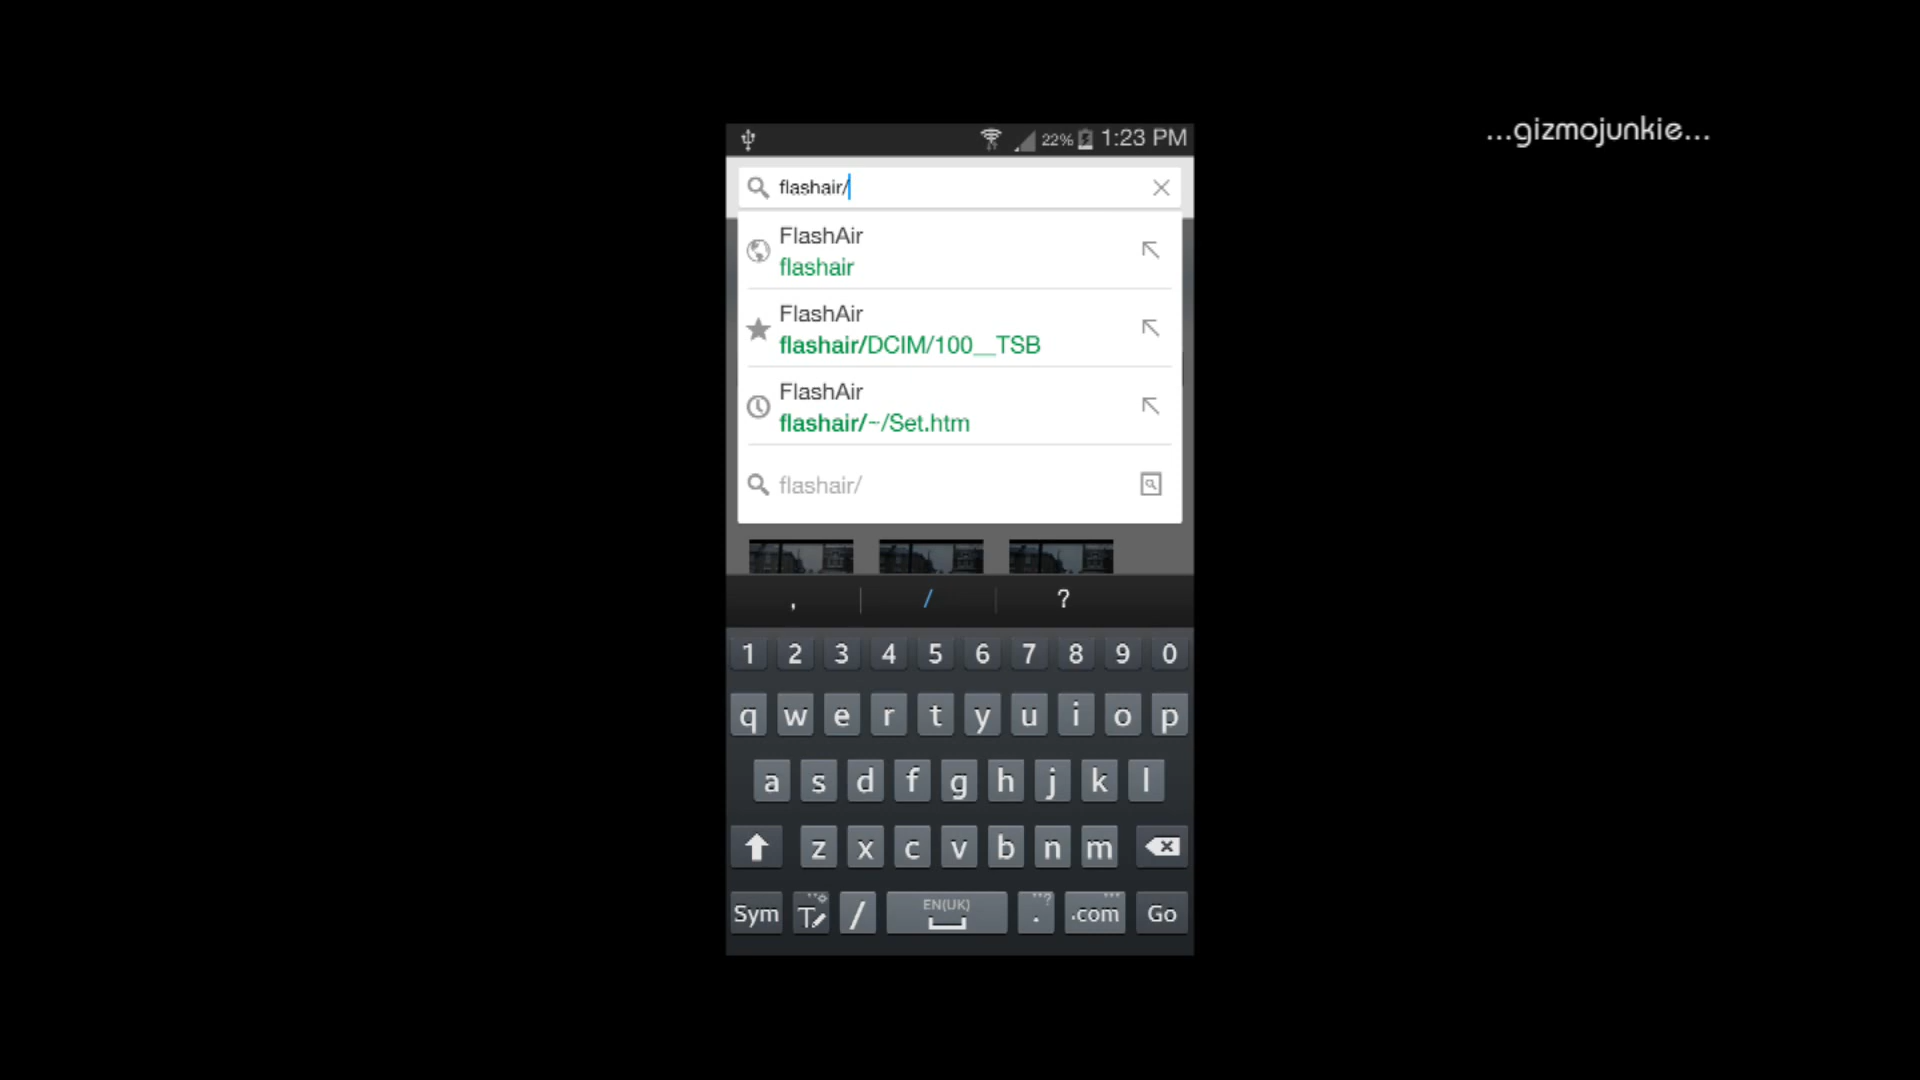 ...gizmojunkie...
22% 1:23 PM
flashair/
FlashAir
flashair
FlashAir
flashair/DCIM/100__TSB
FlashAir
flashair/~/Set.htm
flashair/
, / ?
1 2 3 4 5 6 7 8 9 0
q w e r t y u i o p
a s d f g h j k l
z x c v b n m
Sym T / EN(UK) . .com Go